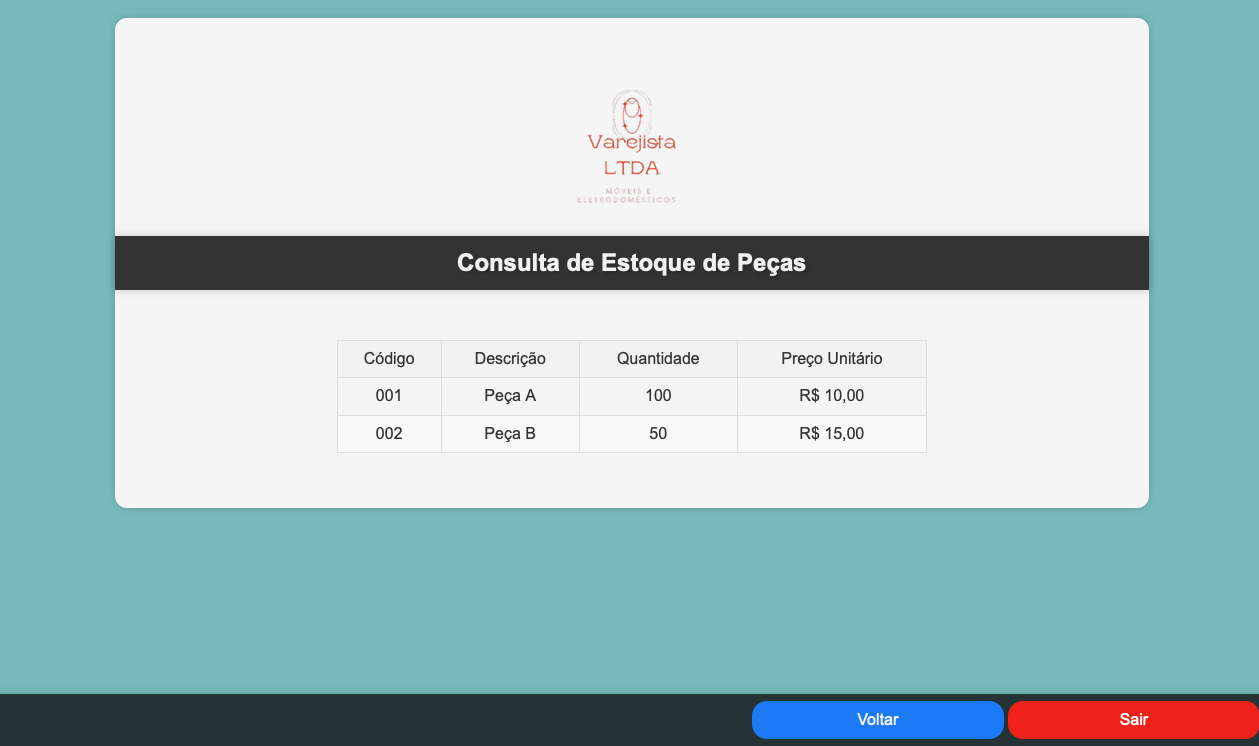 Varejista
LTDA
MÓVEIS E
ELETRODOMÉSTICOS
Consulta de Estoque de Peças
Código Descrição Quantidade Preço Unitário
001 Peça A 100 R$ 10,00
002 Peça B 50 R$ 15,00
Voltar Sair